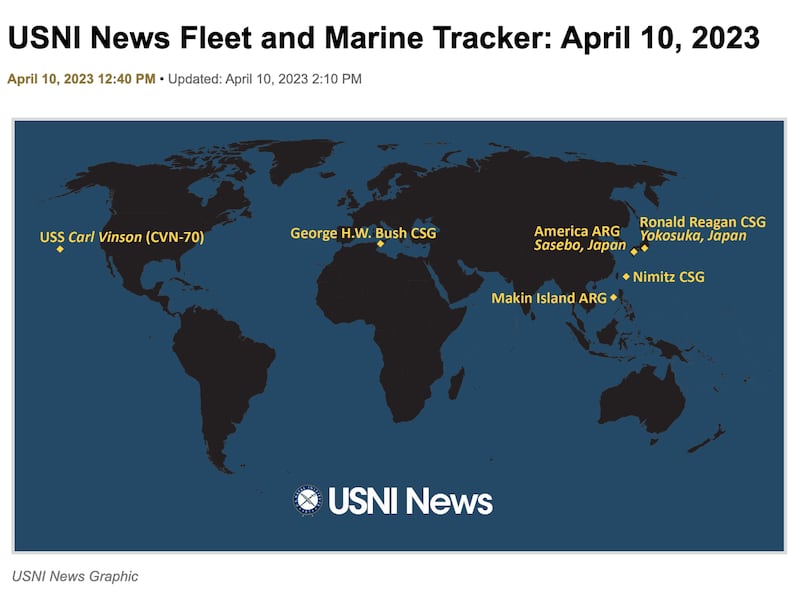 USNI News Fleet and Marine Tracker: April 10, 2023
April 10, 2023 12:40 PM • Updated: April 10, 2023 2:10 PM
USS Carl Vinson (CVN-70)
George H.W. Bush CSG
America ARG
Sasebo, Japan
Ronald Reagan CSG
Yokosuka, Japan
Nimitz CSG
Makin Island ARG
USNI News
USNI News Graphic